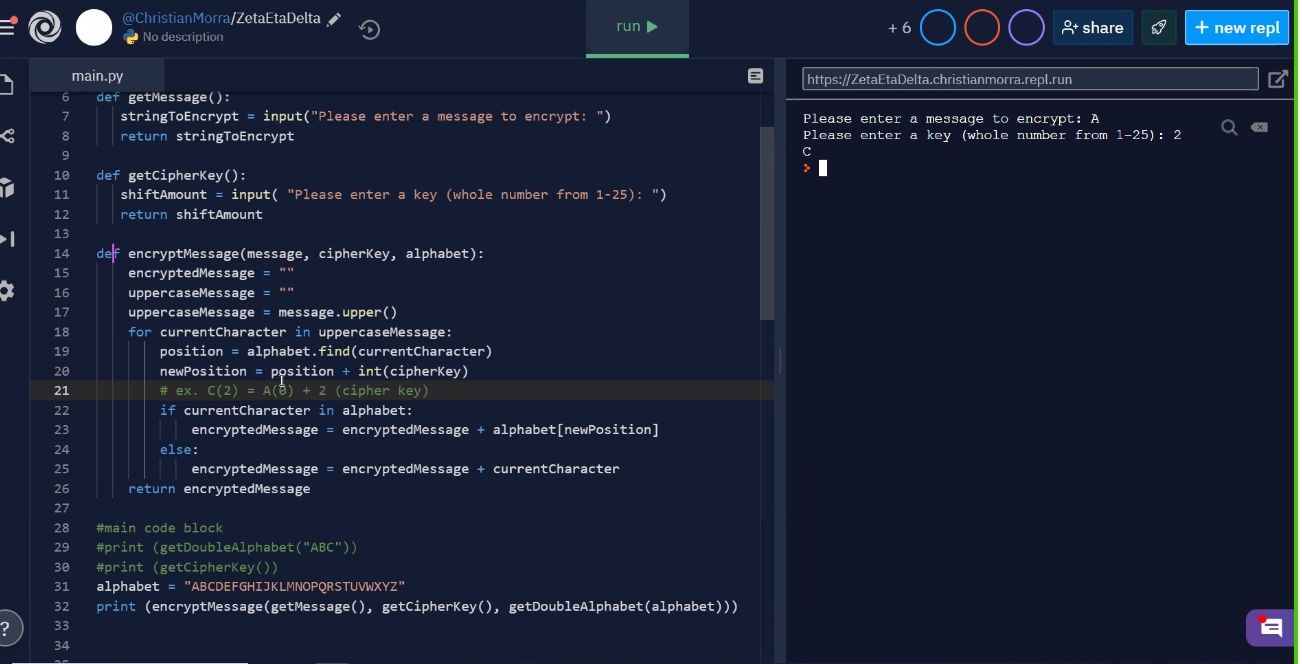 @ChristianMorra/ZetaEtaDelta
No description
run
+ 6
share
+ new repl
main.py
https://ZetaEtaDelta.christianmorra.repl.run
6 def getMessage():
7 stringToEncrypt = input("Please enter a message to encrypt: ")
8 return stringToEncrypt
9
10 def getCipherKey():
11 shiftAmount = input( "Please enter a key (whole number from 1-25): ")
12 return shiftAmount
13
14 def encryptMessage(message, cipherKey, alphabet):
15 encryptedMessage = ""
16 uppercaseMessage = ""
17 uppercaseMessage = message.upper()
18 for currentCharacter in uppercaseMessage:
19 position = alphabet.find(currentCharacter)
20 newPosition = position + int(cipherKey)
21 # ex. C(2) = A(0) + 2 (cipher key)
22 if currentCharacter in alphabet:
23 encryptedMessage = encryptedMessage + alphabet[newPosition]
24 else:
25 encryptedMessage = encryptedMessage + currentCharacter
26 return encryptedMessage
27
28 #main code block
29 #print (getDoubleAlphabet("ABC"))
30 #print (getCipherKey())
31 alphabet = "ABCDEFGHIJKLMNOPQRSTUVWXYZ"
32 print (encryptMessage(getMessage(), getCipherKey(), getDoubleAlphabet(alphabet)))
33
34
Please enter a message to encrypt: A
Please enter a key (whole number from 1-25): 2
C
>
?